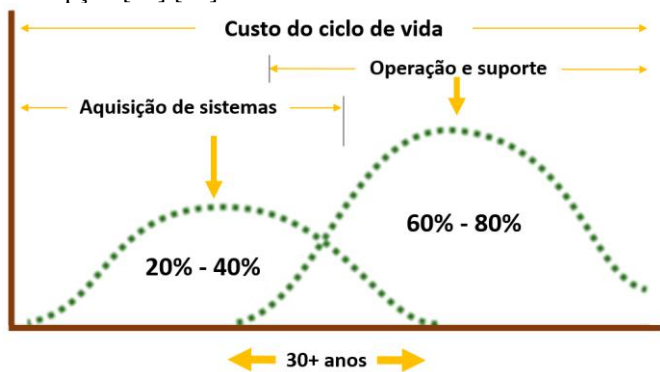 Custo do ciclo de vida
Operação e suporte
Aquisição de sistemas
60% - 80%
20% - 40%
30+ anos